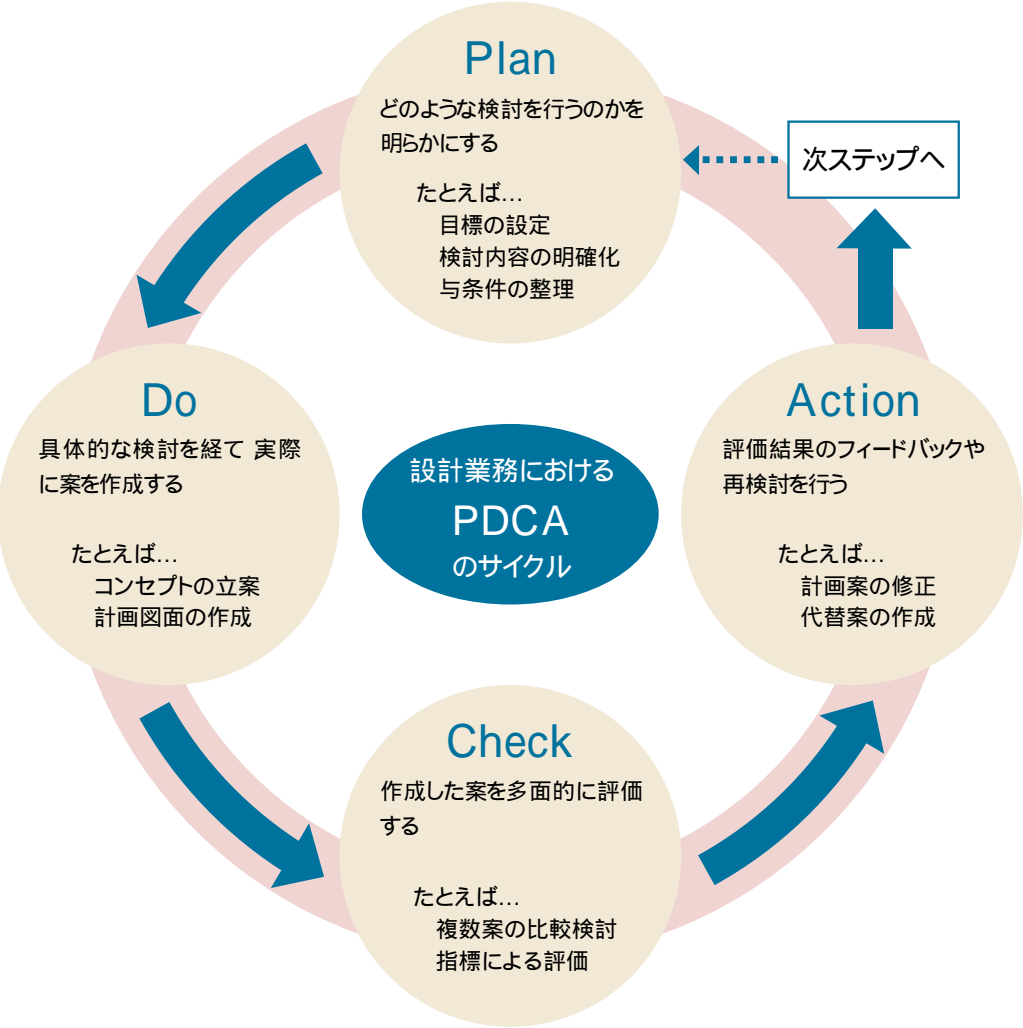 Plan
どのような検討を行うのかを
明らかにする
たとえば…
目標の設定
検討内容の明確化
与条件の整理
次ステップへ
Do
具体的な検討を経て 実際
に案を作成する
たとえば…
コンセプトの立案
計画図面の作成
設計業務における
PDCA
のサイクル
Action
評価結果のフィードバックや
再検討を行う
たとえば…
計画案の修正
代替案の作成
Check
作成した案を多面的に評価
する
たとえば…
複数案の比較検討
指標による評価